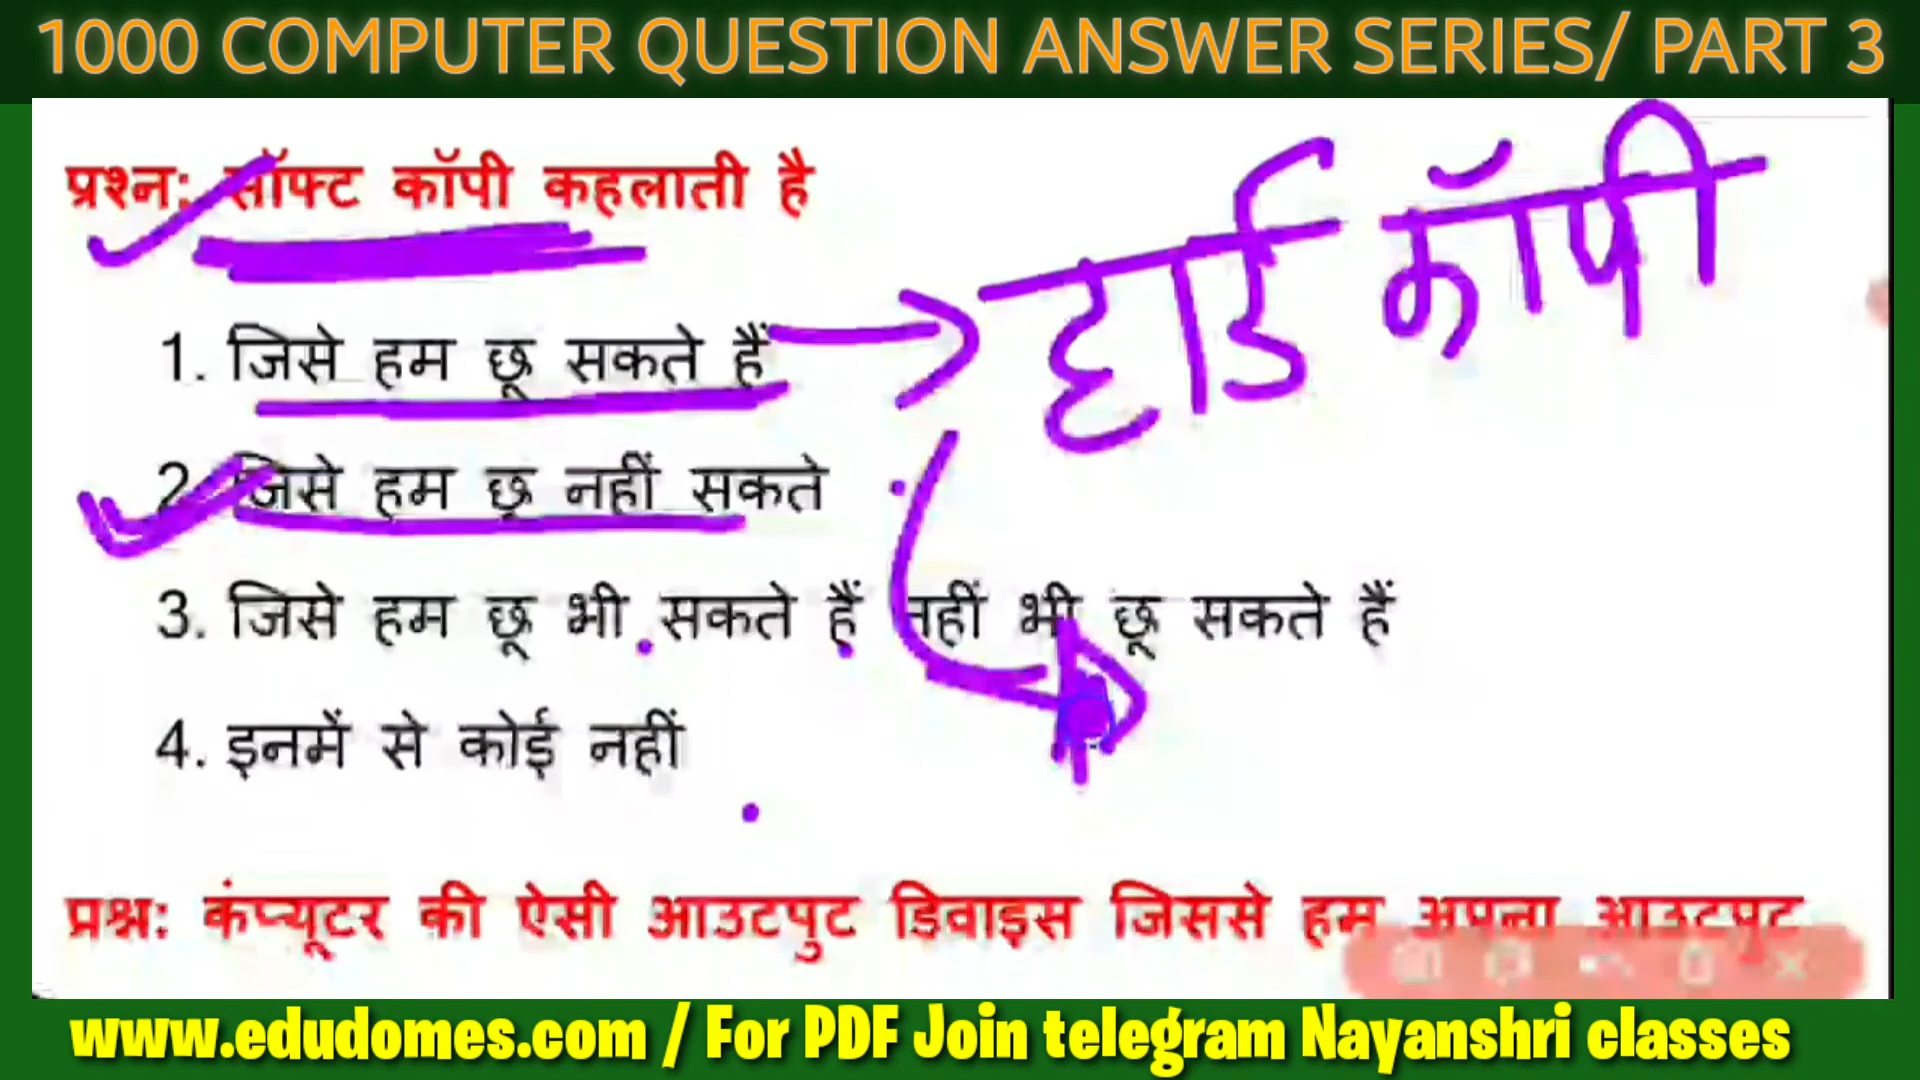 1000 COMPUTER QUESTION ANSWER SERIES/ PART 3
प्रश्न: सॉफ्ट कॉपी कहलाती है
हार्ड कॉपी
1. जिसे हम छू सकते हैं
2. जिसे हम छू नहीं सकते
3. जिसे हम छू भी सकते हैं नहीं भी छू सकते हैं
4. इनमें से कोई नहीं
प्रश्न: कंप्यूटर की ऐसी आउटपुट डिवाइस जिससे हम अपना आउटपुट
www.edudomes.com / For PDF Join telegram Nayanshri classes